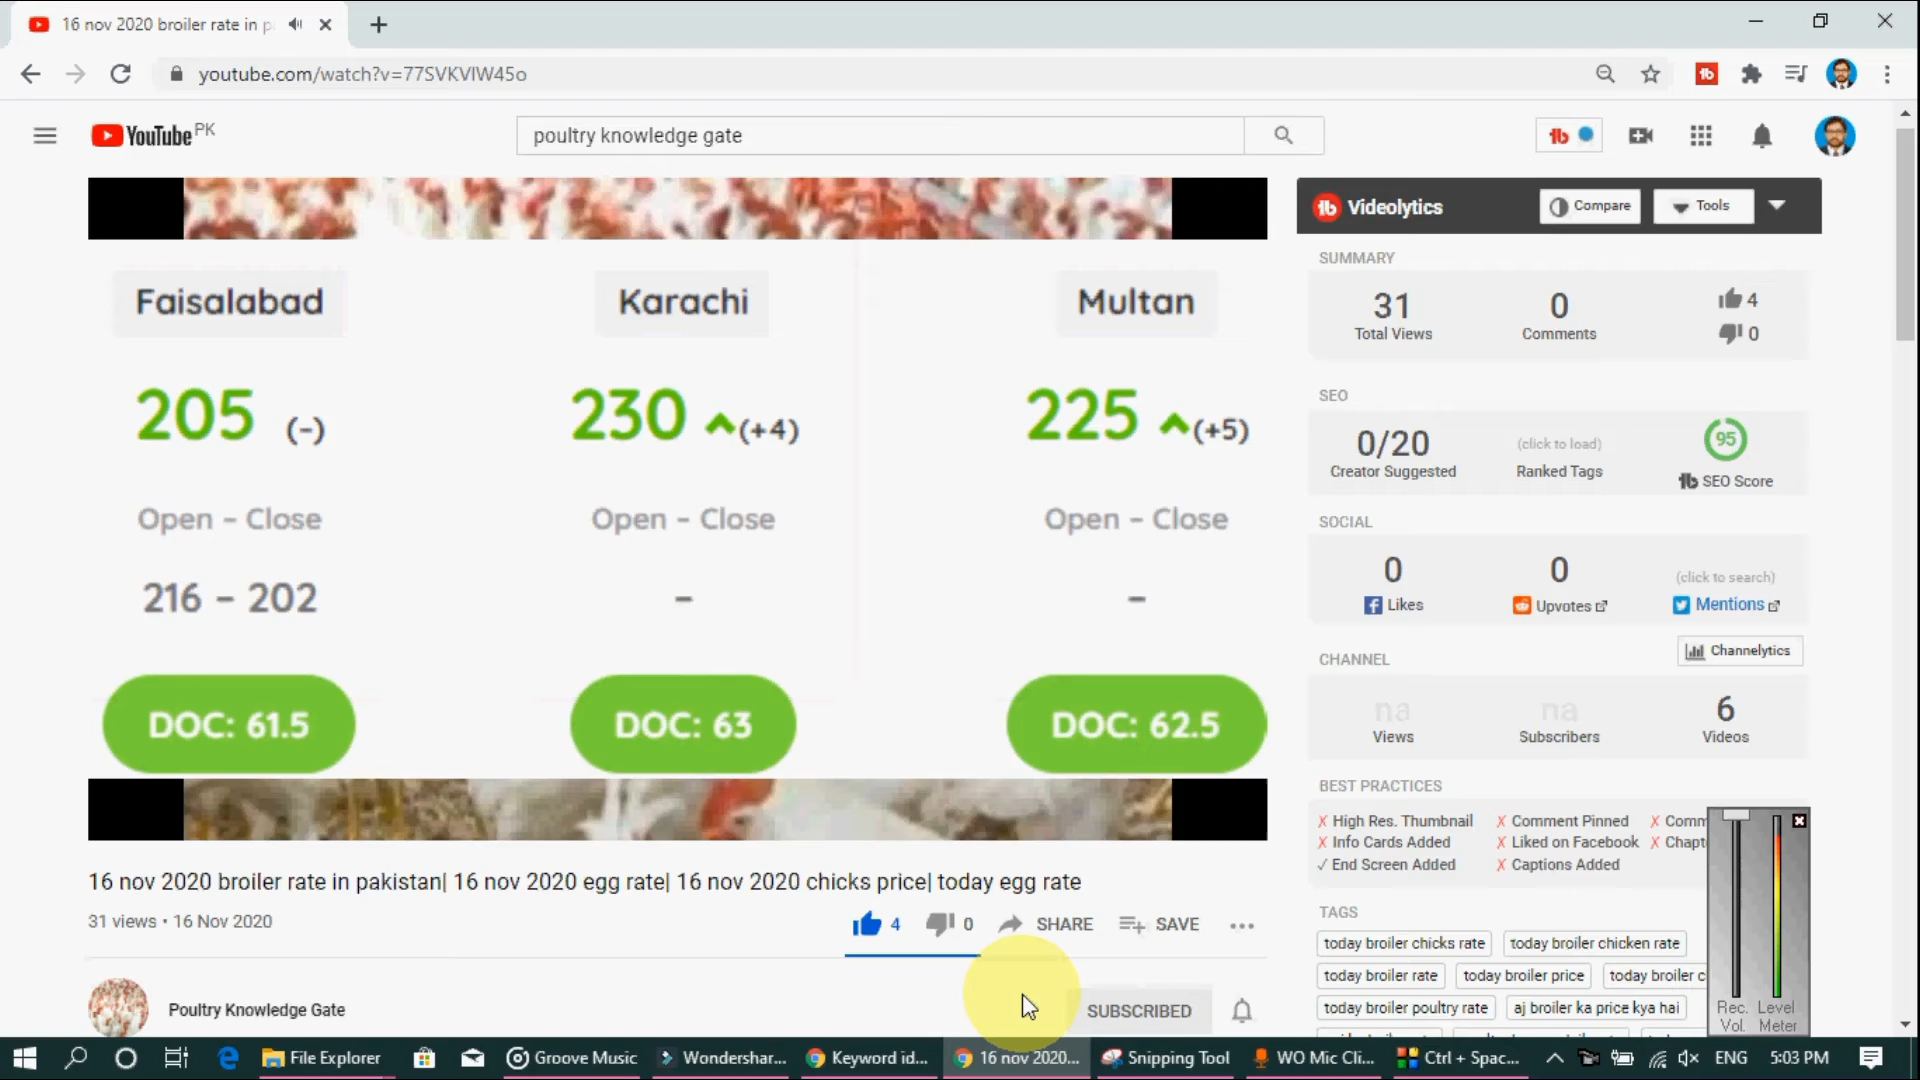 16 nov 2020 broiler rate in p
youtube.com/watch?v=77SVKVIW45o
YouTube PK
poultry knowledge gate
Faisalabad
Karachi
Multan
205 (-)
230 (+4)
225 (+5)
Open - Close
Open - Close
Open - Close
216 - 202
-
-
DOC: 61.5
DOC: 63
DOC: 62.5
16 nov 2020 broiler rate in pakistan| 16 nov 2020 egg rate| 16 nov 2020 chicks price| today egg rate
31 views • 16 Nov 2020
4
0
SHARE
SAVE
Poultry Knowledge Gate
SUBSCRIBED
Videolytics
Compare
Tools
SUMMARY
31
0
4
Total Views
Comments
0
SEO
0/20
(click to load)
95
Creator Suggested
Ranked Tags
SEO Score
SOCIAL
0
0
(click to search)
Likes
Upvotes
Mentions
CHANNEL
Channelytics
na
na
6
Views
Subscribers
Videos
BEST PRACTICES
X High Res. Thumbnail
X Comment Pinned
X Comm
X Info Cards Added
X Liked on Facebook
X Chapt
✓ End Screen Added
X Captions Added
TAGS
today broiler chicks rate
today broiler chicken rate
today broiler rate
today broiler price
today broiler c
today broiler poultry rate
aj broiler ka price kya hai
Rec. Vol.
Level Meter
File Explorer
Groove Music
Wondershar...
Keyword id...
16 nov 2020...
Snipping Tool
WO Mic Cli...
Ctrl + Spac...
ENG
5:03 PM